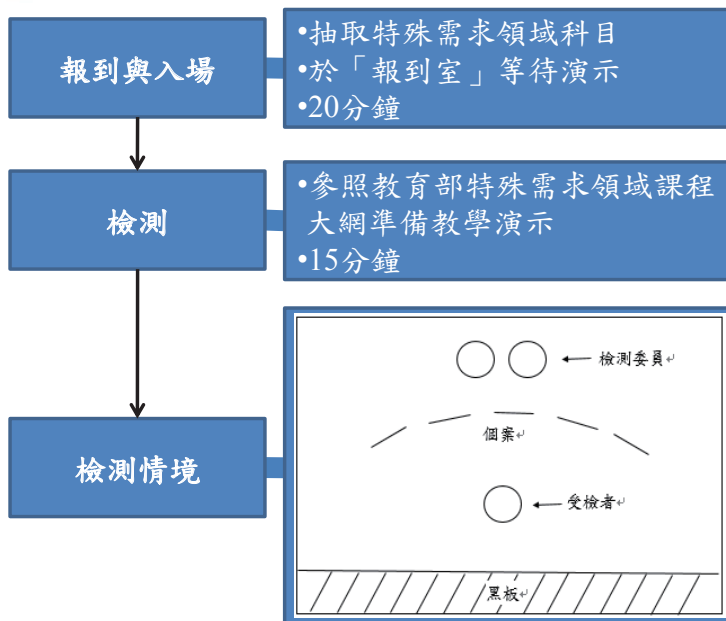 報到與入場
•抽取特殊需求領域科目
•於「報到室」等待演示
•20分鐘
檢測
•參照教育部特殊需求領域課程
大網準備教學演示
•15分鐘
檢測情境
檢測委員↵
個案↵
受檢者↵
黑板↵